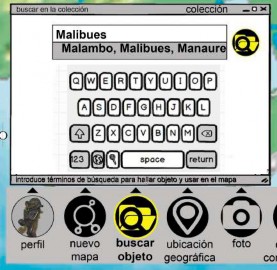 buscar en la colección colección
Malibues
Malambo, Malibues, Manaure
Q W E R T Y U I O P
A S D F G H J K L
Z X C V B N M
123 space return
introduce términos de búsqueda para hallar objeto y usar en el mapa
perfil nuevo mapa buscar objeto ubicación geográfica foto